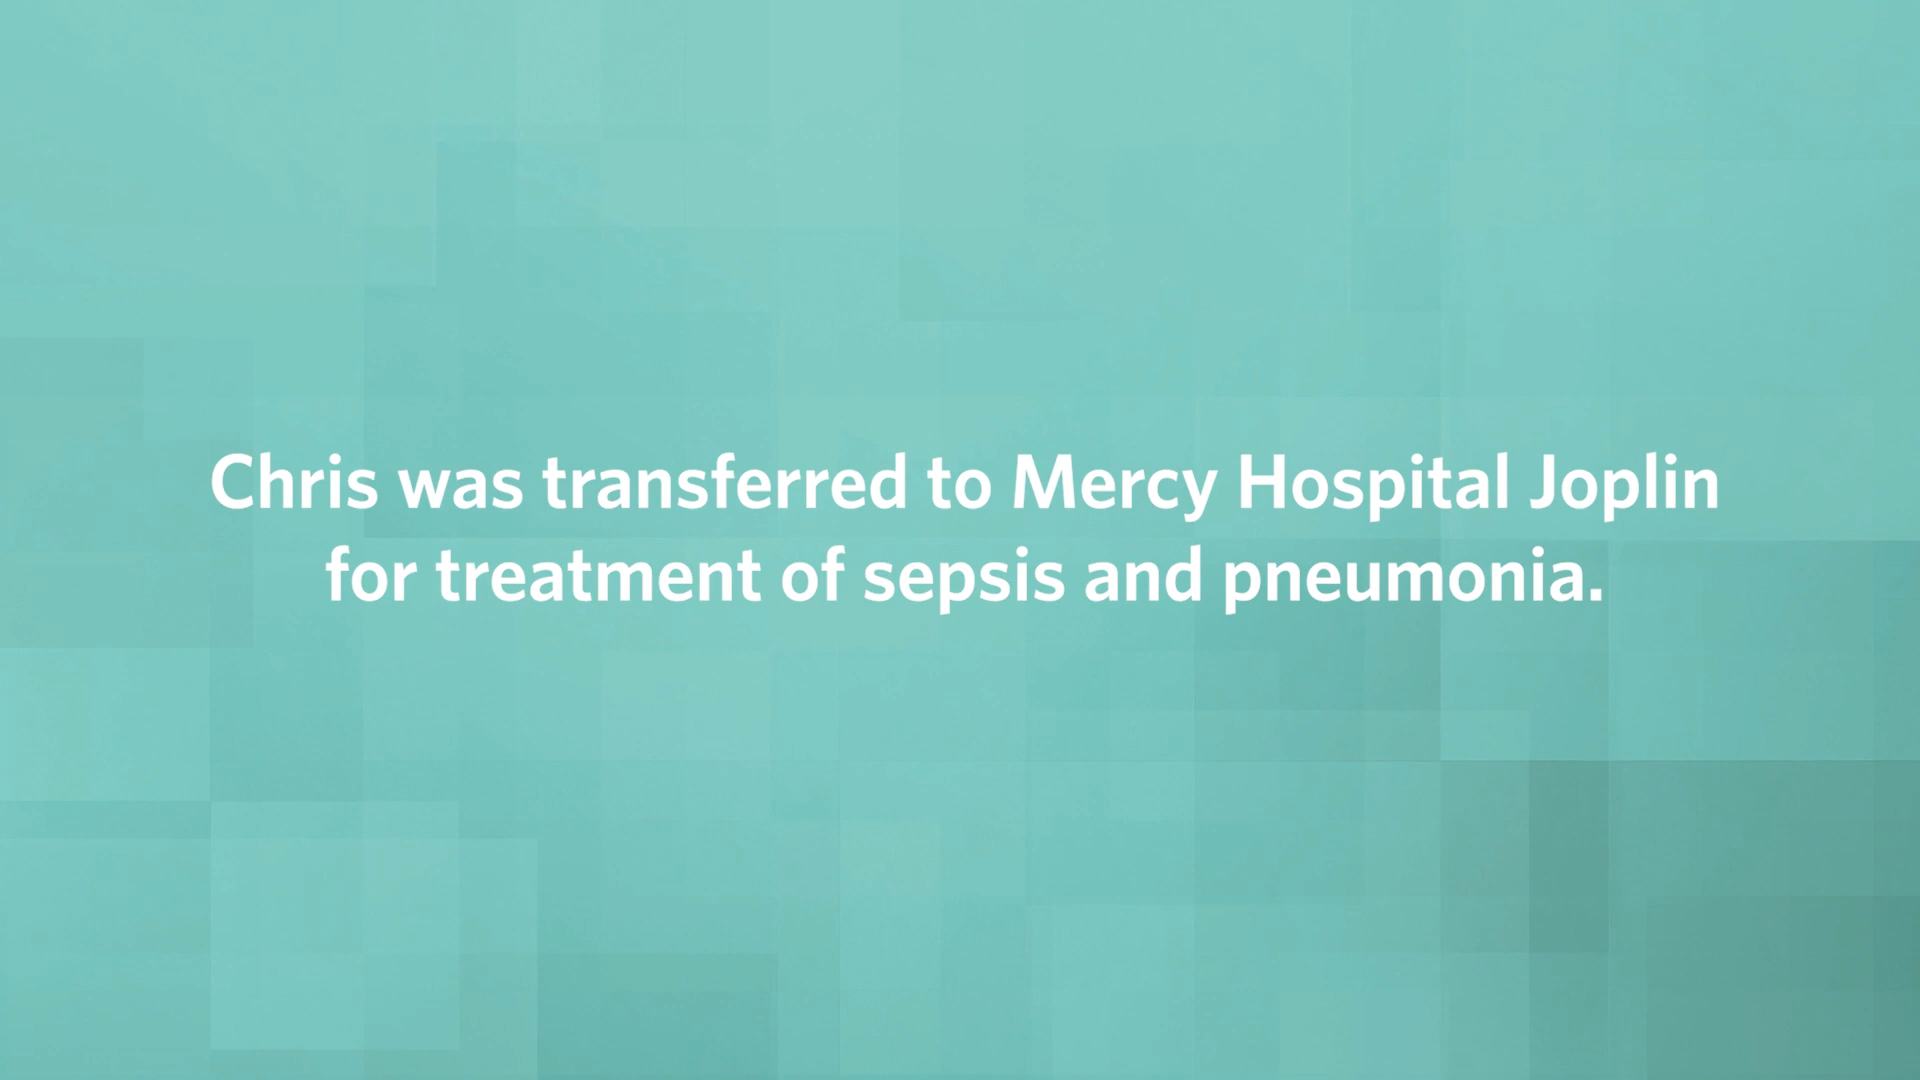 Chris was transferred to Mercy Hospital Joplin
for treatment of sepsis and pneumonia.